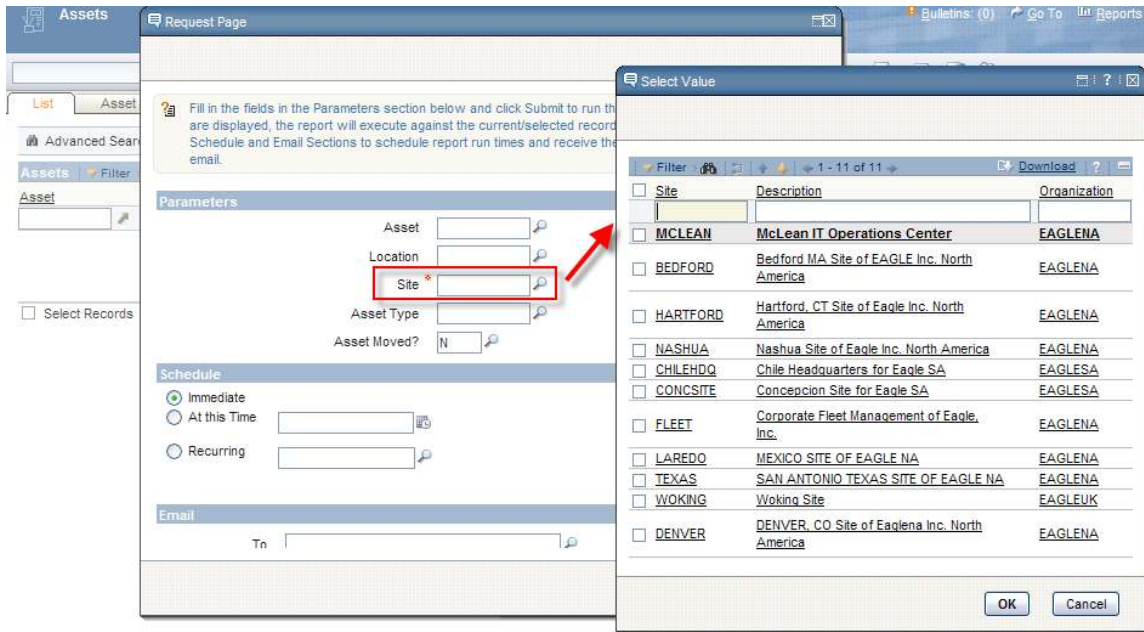 Assets
Bulletins: (0) Go To Reports
List Asset
Advanced Sear
Assets Filter
Asset
Select Records
Request Page
Fill in the fields in the Parameters section below and click Submit to run th
are displayed, the report will execute against the current/selected record
Schedule and Email Sections to schedule report run times and receive the
email.
Parameters
Asset
Location
Site *
Asset Type
Asset Moved? N
Schedule
Immediate
At this Time
Recurring
Email
To
Select Value
Filter 1 - 11 of 11 Download ?
Site Description Organization
MCLEAN McLean IT Operations Center EAGLENA
BEDFORD Bedford MA Site of EAGLE Inc. North America EAGLENA
HARTFORD Hartford, CT Site of Eagle Inc. North America EAGLENA
NASHUA Nashua Site of Eagle Inc. North America EAGLENA
CHILEHDQ Chile Headquarters for Eagle SA EAGLESA
CONCSITE Concepcion Site for Eagle SA EAGLESA
FLEET Corporate Fleet Management of Eagle, Inc. EAGLENA
LAREDO MEXICO SITE OF EAGLE NA EAGLENA
TEXAS SAN ANTONIO TEXAS SITE OF EAGLE NA EAGLENA
WOKING Woking Site EAGLEUK
DENVER DENVER, CO Site of Eaglena Inc. North America EAGLENA
OK Cancel